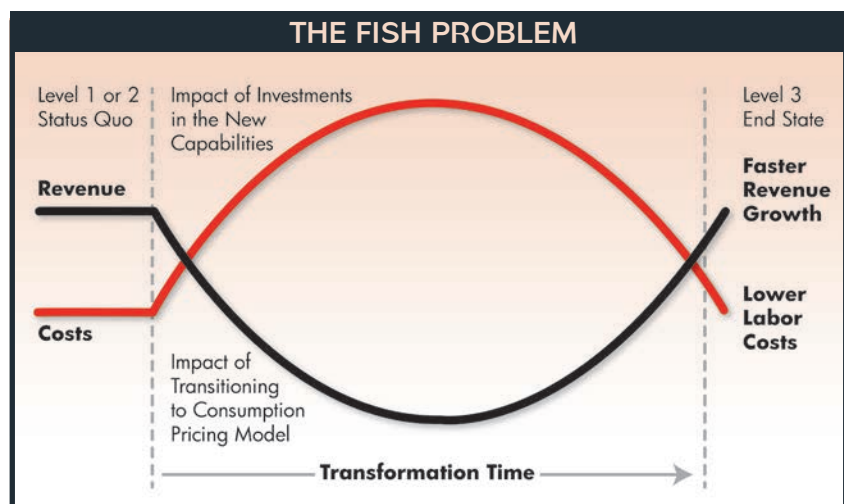 THE FISH PROBLEM
Level 1 or 2
Status Quo
Impact of Investments
in the New
Capabilities
Level 3
End State
Revenue
Faster
Revenue
Growth
Costs
Lower
Labor
Costs
Impact of
Transitioning
to Consumption
Pricing Model
Transformation Time